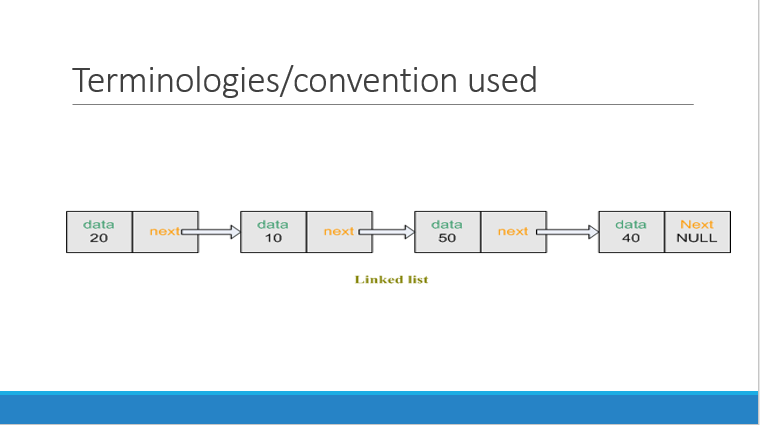 Terminologies/convention used
data next data next data next data Next
20 10 50 40 NULL
Linked list